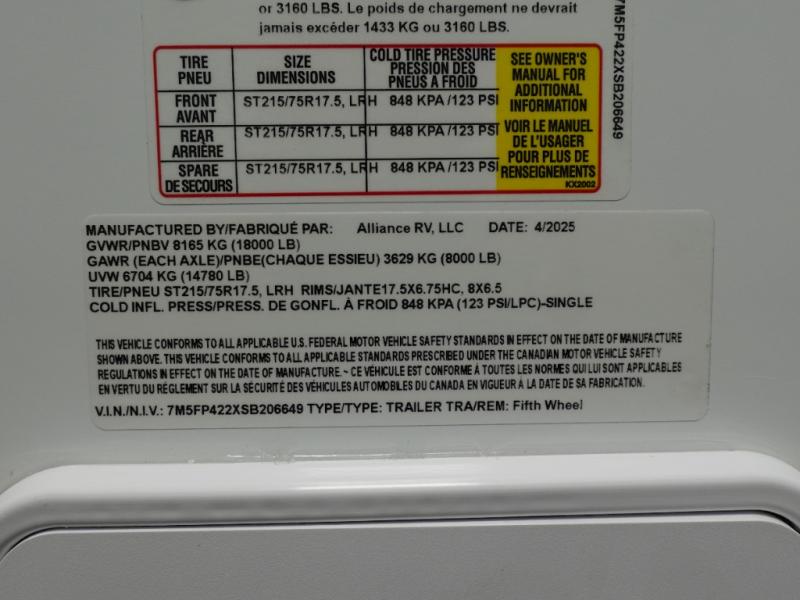 or 3160 LBS. Le poids de chargement ne devrait
jamais excéder 1433 KG ou 3160 LBS.
TIRE PNEU
SIZE DIMENSIONS
COLD TIRE PRESSURE PRESSION DES PNEUS A FROID
SEE OWNER'S MANUAL FOR ADDITIONAL INFORMATION
VOIR LE MANUEL DE L'USAGER POUR PLUS DE RENSEIGNEMENTS
KX2002
FRONT AVANT
ST215/75R17.5, LRH 848 KPA /123 PSI
REAR ARRIÈRE
ST215/75R17.5, LRH 848 KPA /123 PSI
SPARE DE SECOURS
ST215/75R17.5, LRH 848 KPA /123 PSI
7M5FP422XSB206649
MANUFACTURED BY/FABRIQUÉ PAR: Alliance RV, LLC DATE: 4/2025
GVWR/PNBV 8165 KG (18000 LB)
GAWR (EACH AXLE)/PNBE(CHAQUE ESSIEU) 3629 KG (8000 LB)
UVW 6704 KG (14780 LB)
TIRE/PNEU ST215/75R17.5, LRH RIMS/JANTE17.5X6.75HC, 8X6.5
COLD INFL. PRESS/PRESS. DE GONFL. À FROID 848 KPA (123 PSI/LPC)-SINGLE
THIS VEHICLE CONFORMS TO ALL APPLICABLE U.S. FEDERAL MOTOR VEHICLE SAFETY STANDARDS IN EFFECT ON THE DATE OF MANUFACTURE
SHOWN ABOVE. THIS VEHICLE CONFORMS TO ALL APPLICABLE STANDARDS PRESCRIBED UNDER THE CANADIAN MOTOR VEHICLE SAFETY
REGULATIONS IN EFFECT ON THE DATE OF MANUFACTURE. ~ CE VÉHICULE EST CONFORME À TOUTES LES NORMES QUI LUI SONT APPLICABLES
EN VERTU DU RÈGLEMENT SUR LA SÉCURITÉ DES VÉHICULES AUTOMOBILES DU CANADA EN VIGUEUR À LA DATE DE SA FABRICATION.
V.I.N./N.I.V.: 7M5FP422XSB206649 TYPE/TYPE: TRAILER TRA/REM: Fifth Wheel